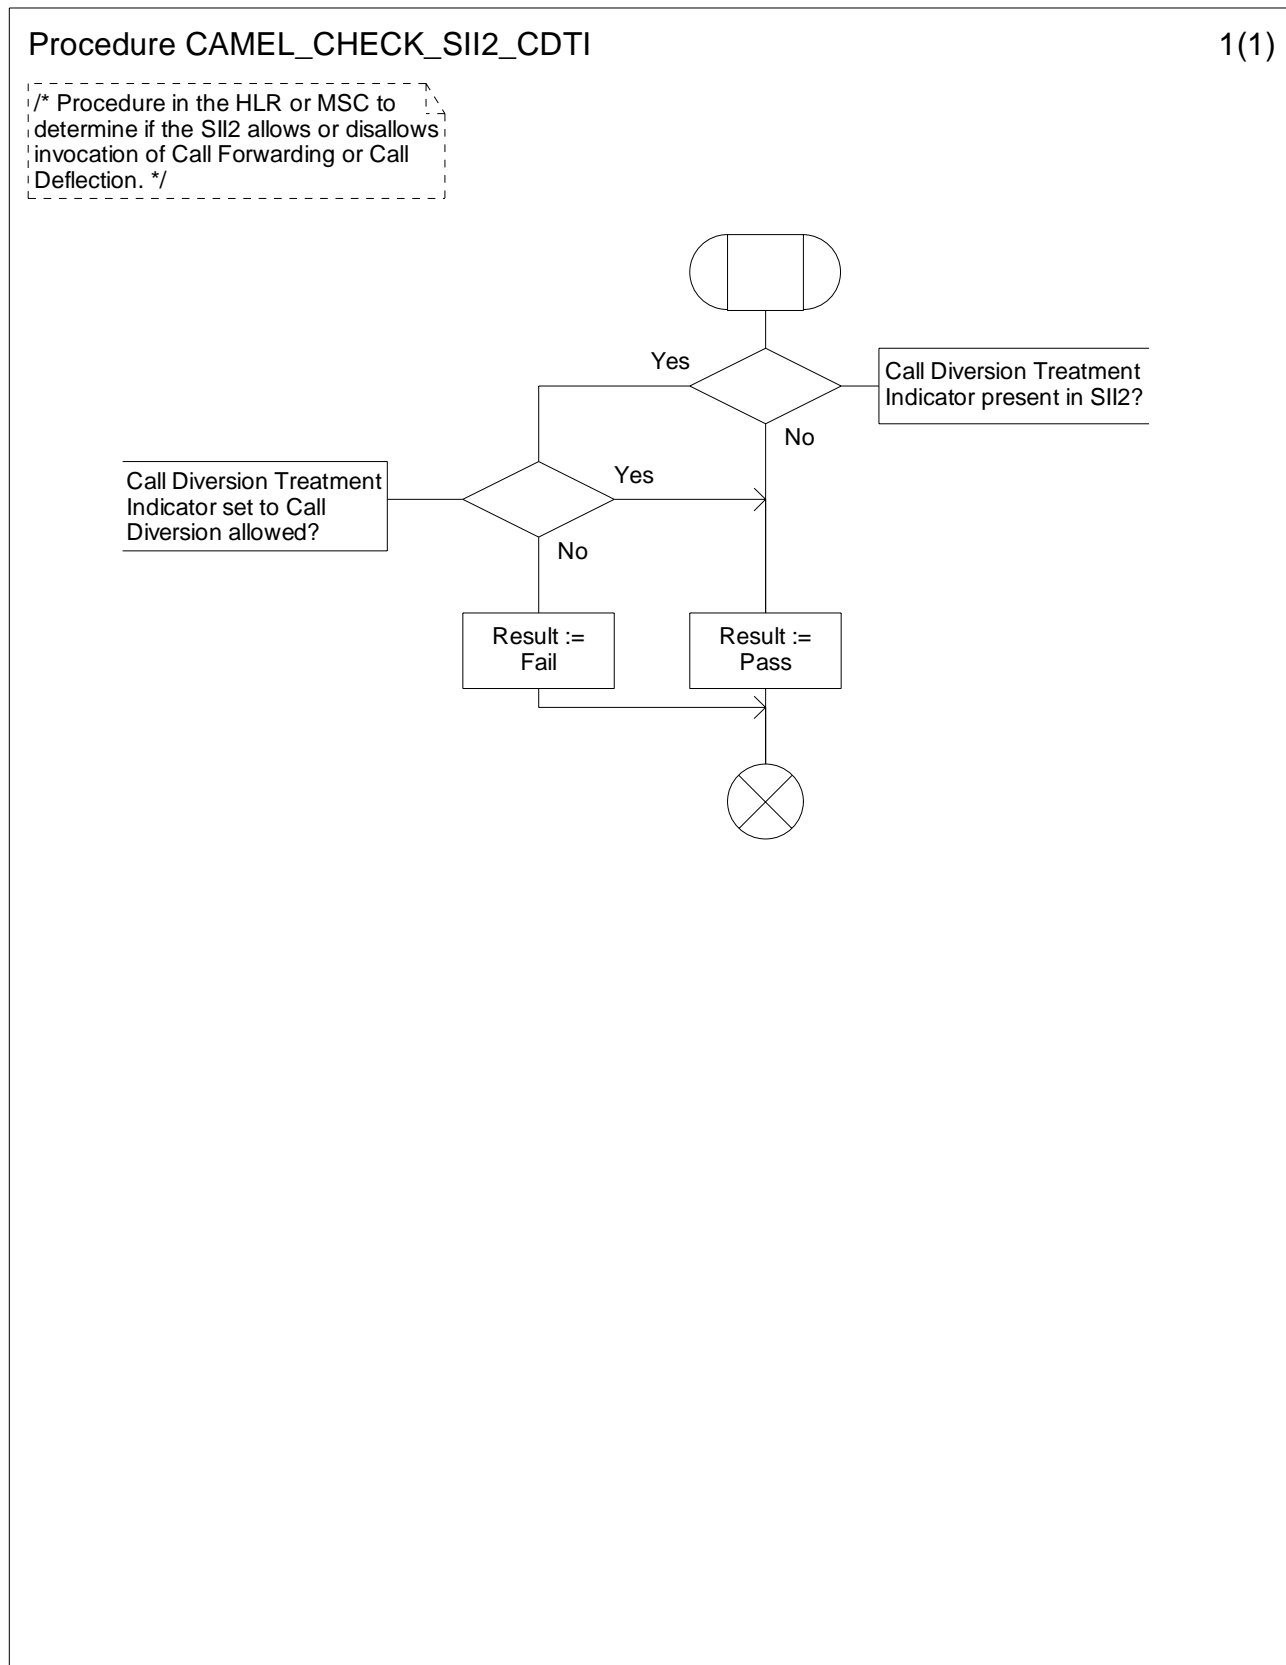 Procedure CAMEL_CHECK_SII2_CDTI
1(1)
/* Procedure in the HLR or MSC to
determine if the SII2 allows or disallows
invocation of Call Forwarding or Call
Deflection. */
Yes
Call Diversion Treatment
Indicator present in SII2?
No
Call Diversion Treatment
Indicator set to Call
Diversion allowed?
Yes
No
Result :=
Fail
Result :=
Pass